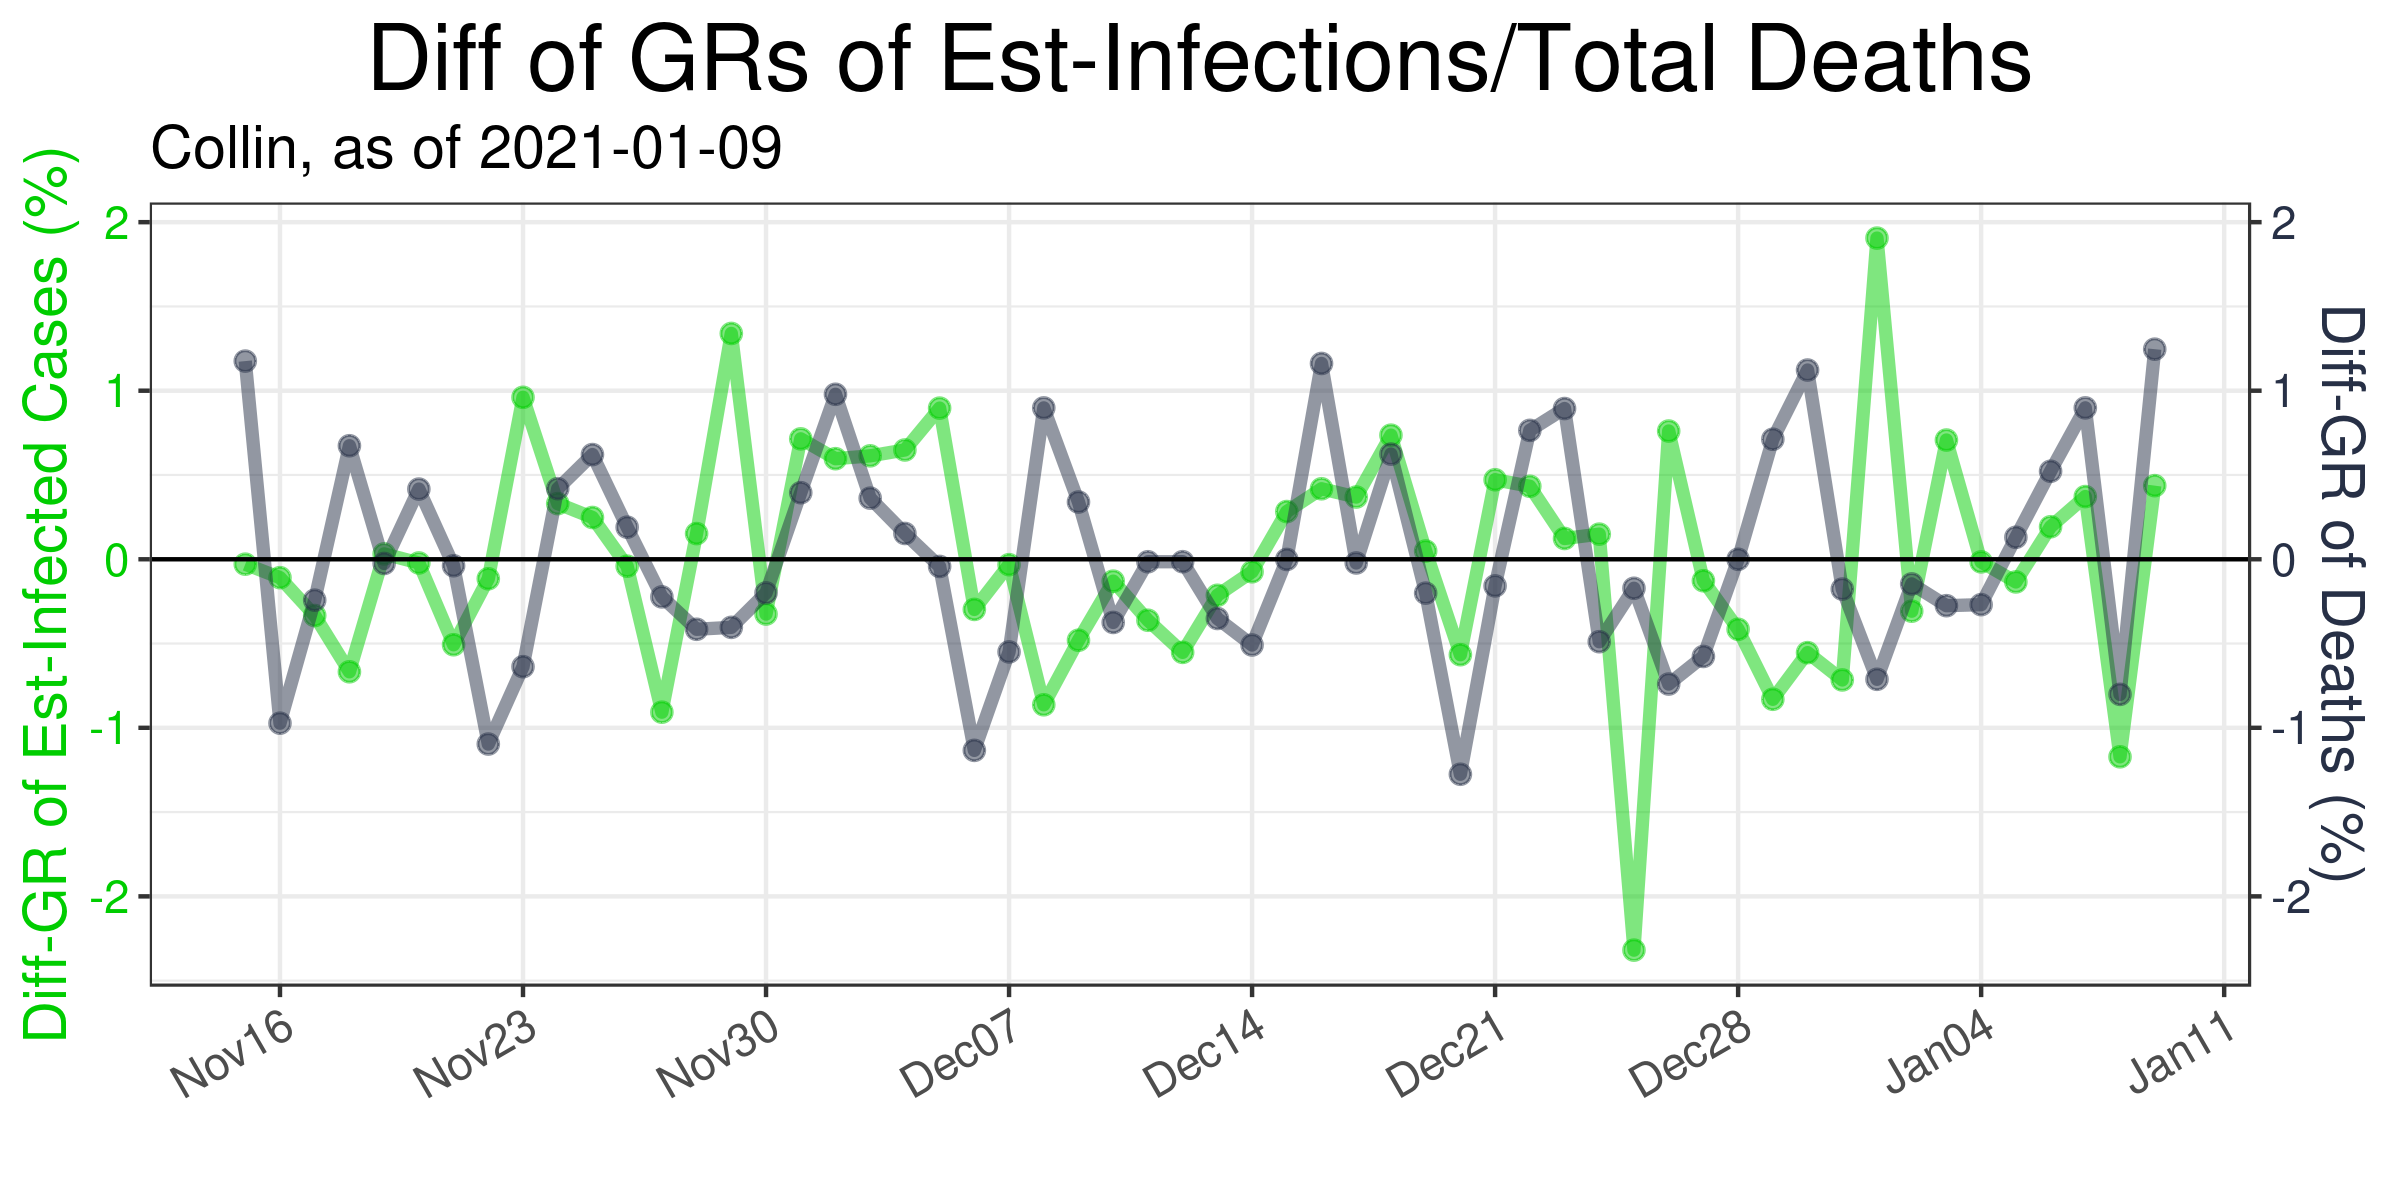 Diff of GRs of Est-Infections/Total Deaths
Collin, as of 2021-01-09
Diff-GR of Est-Infected Cases (%)
2
1
0
-1
-2
2
1
0
-1
-2
Diff-GR of Deaths (%)
Nov16
Nov23
Nov30
Dec07
Dec14
Dec21
Dec28
Jan04
Jan11